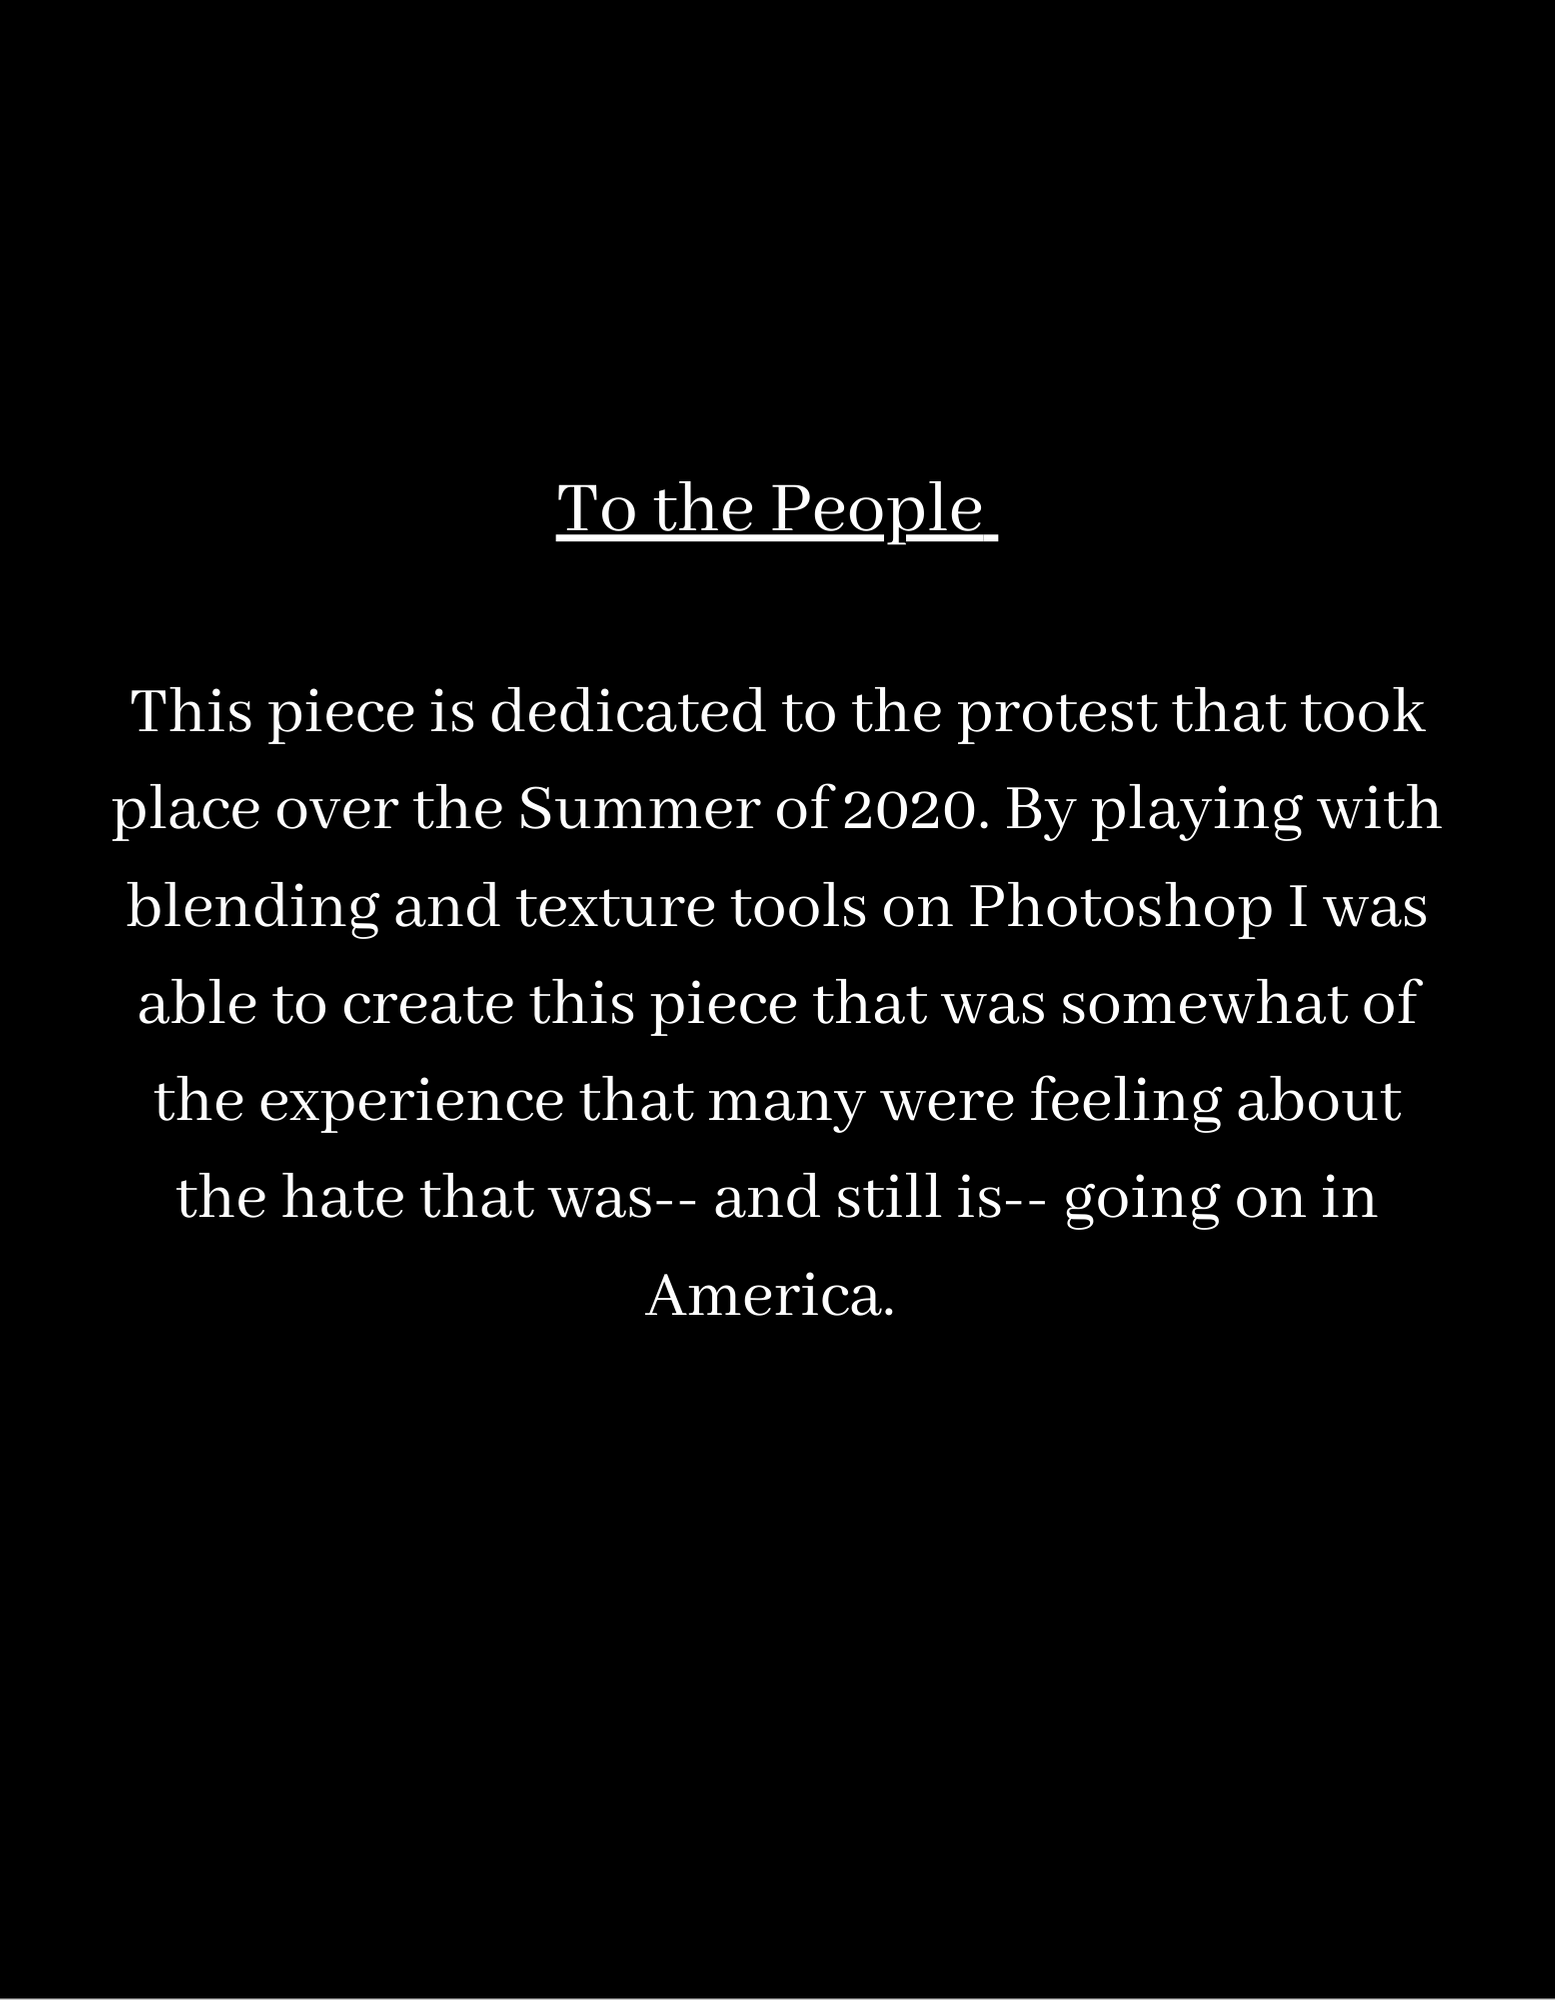 To the People
This piece is dedicated to the protest that took
place over the Summer of 2020. By playing with
blending and texture tools on Photoshop I was
able to create this piece that was somewhat of
the experience that many were feeling about
the hate that was-- and still is-- going on in
America.